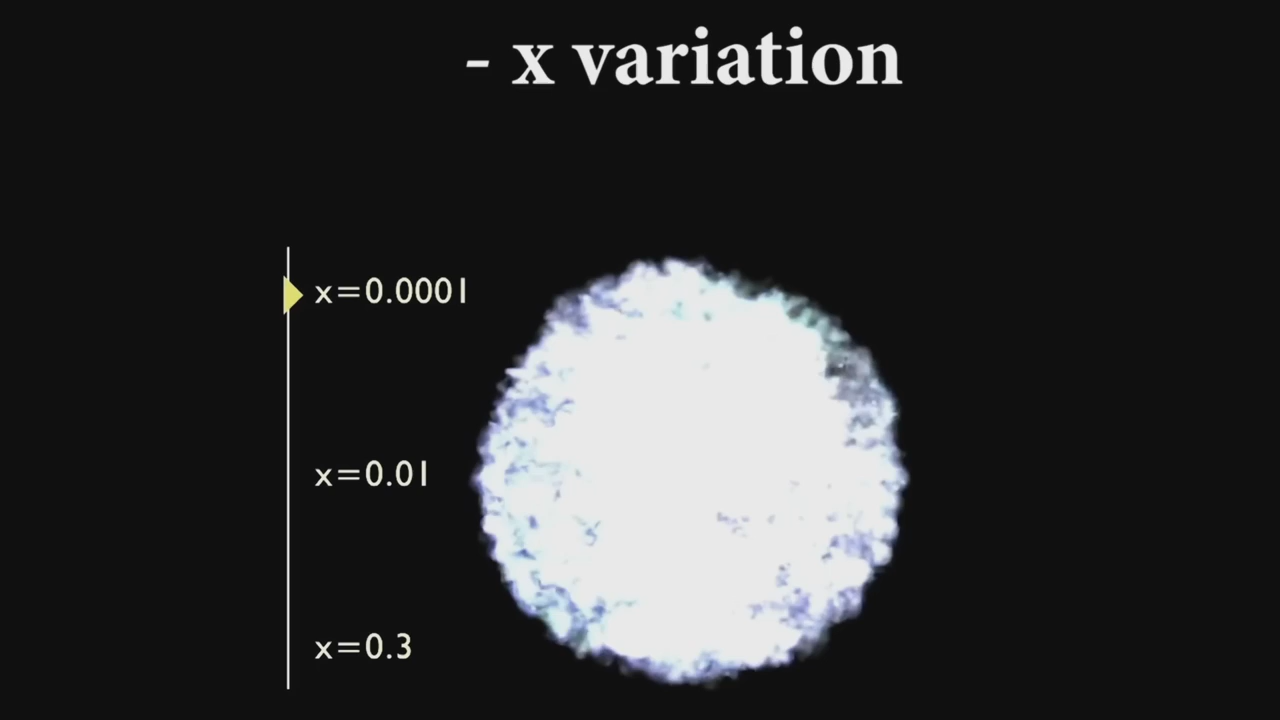 - x variation
x=0.0001
x=0.01
x=0.3